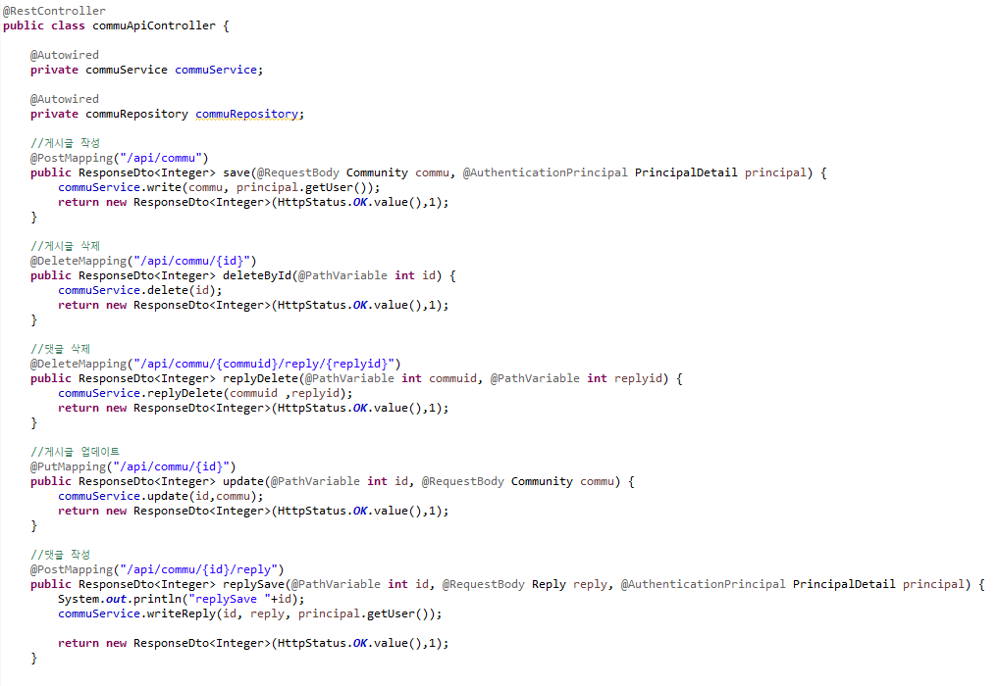 @RestController
public class commuApiController {
@Autowired
private commuService commuService;
@Autowired
private commuRepository commuRepository;
//게시글 작성
@PostMapping("/api/commu")
public ResponseDto<Integer> save(@RequestBody Community commu, @AuthenticationPrincipal PrincipalDetail principal) {
commuService.write(commu, principal.getUser());
return new ResponseDto<Integer>(HttpStatus.OK.value(),1);
}
//게시글 삭제
@DeleteMapping("/api/commu/{id}")
public ResponseDto<Integer> deleteById(@PathVariable int id) {
commuService.delete(id);
return new ResponseDto<Integer>(HttpStatus.OK.value(),1);
}
//댓글 삭제
@DeleteMapping("/api/commu/{commuid}/reply/{replyid}")
public ResponseDto<Integer> replyDelete(@PathVariable int commuid, @PathVariable int replyid) {
commuService.replyDelete(commuid ,replyid);
return new ResponseDto<Integer>(HttpStatus.OK.value(),1);
}
//게시글 업데이트
@PutMapping("/api/commu/{id}")
public ResponseDto<Integer> update(@PathVariable int id, @RequestBody Community commu) {
commuService.update(id,commu);
return new ResponseDto<Integer>(HttpStatus.OK.value(),1);
}
//댓글 작성
@PostMapping("/api/commu/{id}/reply")
public ResponseDto<Integer> replySave(@PathVariable int id, @RequestBody Reply reply, @AuthenticationPrincipal PrincipalDetail principal) {
System.out.println("replySave "+id);
commuService.writeReply(id, reply, principal.getUser());
return new ResponseDto<Integer>(HttpStatus.OK.value(),1);
}